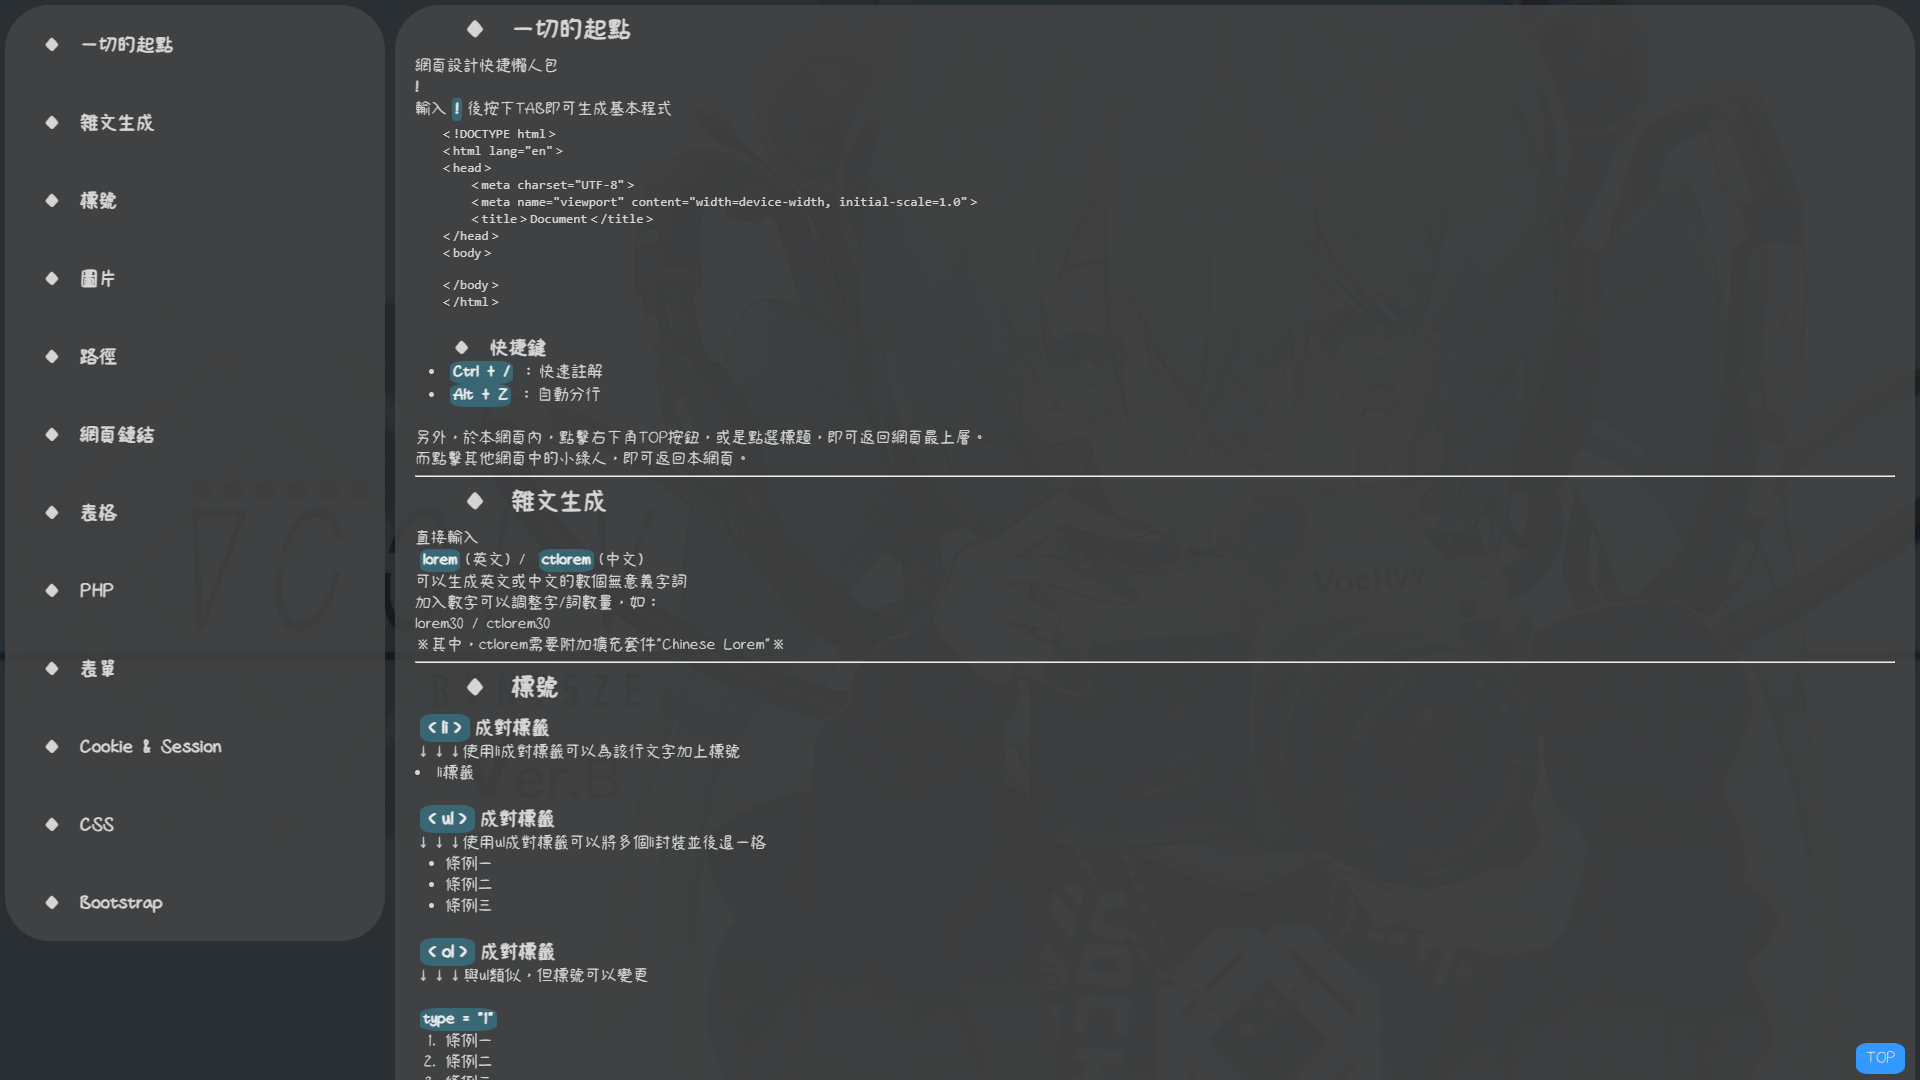 一切的起點
雜文生成
標號
圖片
路徑
網頁鏈結
表格
PHP
表單
Cookie & Session
CSS
Bootstrap
一切的起點
網頁設計快捷懶人包
!
輸入 ! 後按下TAB即可生成基本程式
<!DOCTYPE html>
<html lang="en">
<head>
<meta charset="UTF-8">
<meta name="viewport" content="width=device-width, initial-scale=1.0">
<title>Document</title>
</head>
<body>
</body>
</html>
快捷鍵
Ctrl + / ：快速註解
Alt + Z ：自動分行
另外，於本網頁內，點擊右下角TOP按鈕，或是點選標題，即可返回網頁最上層。
而點擊其他網頁中的小綠人，即可返回本網頁。
雜文生成
直接輸入
lorem (英文) / ctlorem (中文)
可以生成英文或中文的數個無意義字詞
加入數字可以調整字/詞數量，如：
lorem30 / ctlorem30
※其中，ctlorem需要附加擴充套件"Chinese Lorem"※
標號
<li> 成對標籤
↓↓↓使用li成對標籤可以為該行文字加上標號
li標籤
<ul> 成對標籤
↓↓↓使用ul成對標籤可以將多個li封裝並後退一格
條例一
條例二
條例三
<ol> 成對標籤
↓↓↓與ul類似，但標號可以變更
type = "1"
1. 條例一
2. 條例二
TOP
VocHVY
Ver.B